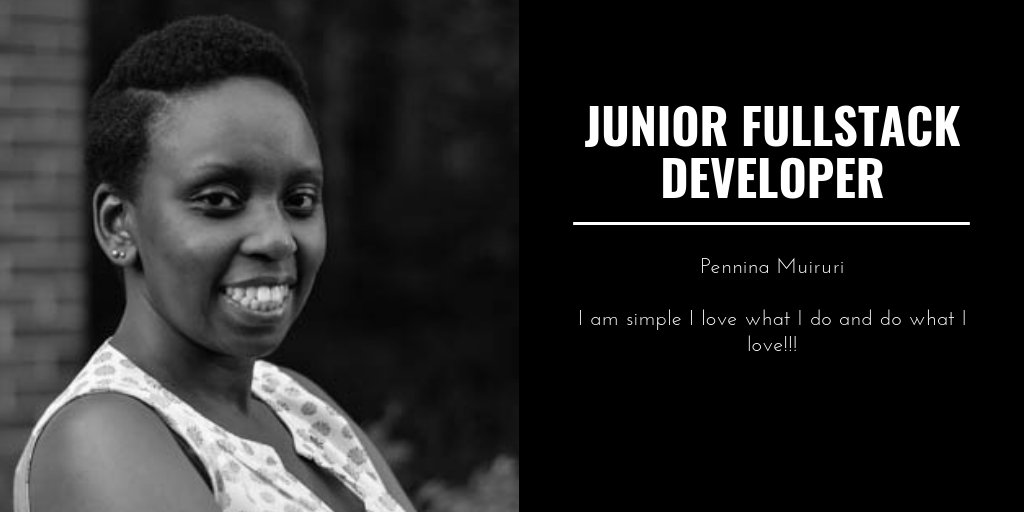 JUNIOR FULLSTACK
DEVELOPER
Pennina Muiruri
I am simple I love what I do and do what I
love!!!